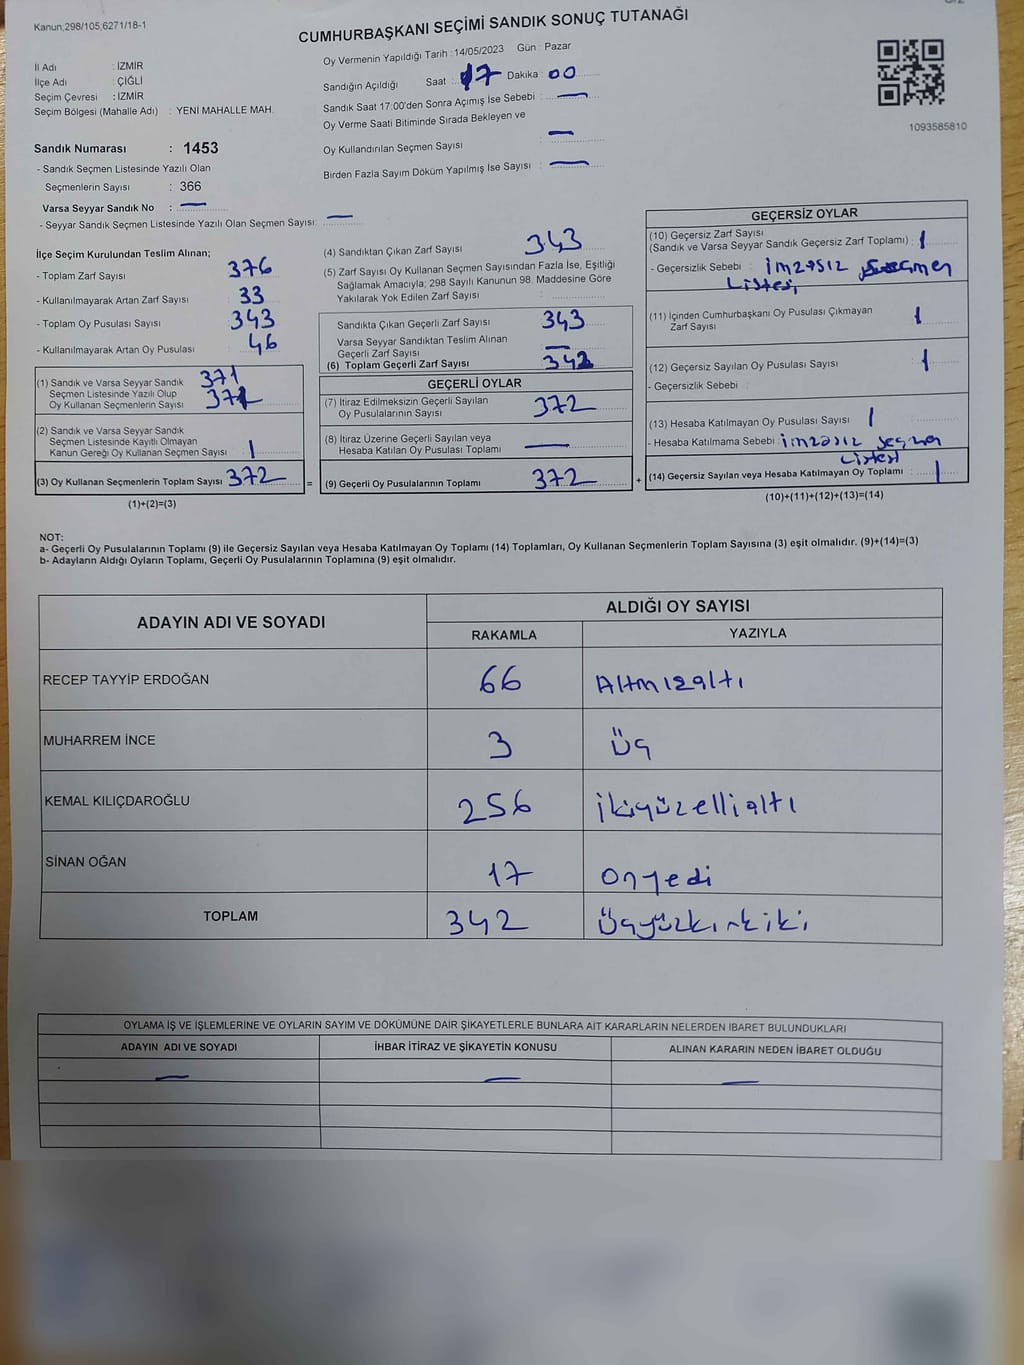 Kanun;298/105;6271/18-1
CUMHURBAŞKANI SEÇİMİ SANDIK SONUÇ TUTANAĞI
İl Adı : İZMİR
İlçe Adı : ÇİĞLİ
Seçim Çevresi : İZMİR
Seçim Bölgesi (Mahalle Adı) : YENİ MAHALLE MAH.
Oy Vermenin Yapıldığı Tarih : 14/05/2023 Gün : Pazar
Sandığın Açıldığı Saat : 17 Dakika : 00
Sandık Saat 17:00'den Sonra Açımış İse Sebebi : —
Oy Verme Saati Bitiminde Sırada Bekleyen ve
Oy Kullandırılan Seçmen Sayısı : —
Birden Fazla Sayım Döküm Yapılmış İse Sayısı : —
1093585810
Sandık Numarası : 1453
- Sandık Seçmen Listesinde Yazılı Olan
Seçmenlerin Sayısı : 366
Varsa Seyyar Sandık No : —
- Seyyar Sandık Seçmen Listesinde Yazılı Olan Seçmen Sayısı: —
İlçe Seçim Kurulundan Teslim Alınan;
- Toplam Zarf Sayısı 376
- Kullanılmayarak Artan Zarf Sayısı 33
- Toplam Oy Pusulası Sayısı 343
- Kullanılmayarak Artan Oy Pusulası 46
(1) Sandık ve Varsa Seyyar Sandık 371
Seçmen Listesinde Yazılı Olup
Oy Kullanan Seçmenlerin Sayısı
(2) Sandık ve Varsa Seyyar Sandık
Seçmen Listesinde Kayıtlı Olmayan
Kanun Gereği Oy Kullanan Seçmen Sayısı 1
(3) Oy Kullanan Seçmenlerin Toplam Sayısı 372 =
(1)+(2)=(3)
(4) Sandıktan Çıkan Zarf Sayısı 343
(5) Zarf Sayısı Oy Kullanan Seçmen Sayısından Fazla İse, Eşitliği
Sağlamak Amacıyla; 298 Sayılı Kanunun 98. Maddesine Göre
Yakılarak Yok Edilen Zarf Sayısı :
Sandıkta Çıkan Geçerli Zarf Sayısı 343
Varsa Seyyar Sandıktan Teslim Alınan
Geçerli Zarf Sayısı —
(6) Toplam Geçerli Zarf Sayısı 342
GEÇERLİ OYLAR
(7) İtiraz Edilmeksizin Geçerli Sayılan
Oy Pusulalarının Sayısı 372
(8) İtiraz Üzerine Geçerli Sayılan veya
Hesaba Katılan Oy Pusulası Toplamı —
(9) Geçerli Oy Pusulalarının Toplamı 372 +
GEÇERSİZ OYLAR
(10) Geçersiz Zarf Sayısı
(Sandık ve Varsa Seyyar Sandık Geçersiz Zarf Toplamı) : 1
- Geçersizlik Sebebi : imzasız seçmen
Listesi
(11) İçinden Cumhurbaşkanı Oy Pusulası Çıkmayan
Zarf Sayısı 1
(12) Geçersiz Sayılan Oy Pusulası Sayısı 1
- Geçersizlik Sebebi :
(13) Hesaba Katılmayan Oy Pusulası Sayısı 1
- Hesaba Katılmama Sebebi : imzasız seçmen
Listesi
(14) Geçersiz Sayılan veya Hesaba Katılmayan Oy Toplamı 1
(10)+(11)+(12)+(13)=(14)
NOT:
a- Geçerli Oy Pusulalarının Toplamı (9) ile Geçersiz Sayılan veya Hesaba Katılmayan Oy Toplamı (14) Toplamları, Oy Kullanan Seçmenlerin Toplam Sayısına (3) eşit olmalıdır. (9)+(14)=(3)
b- Adayların Aldığı Oyların Toplamı, Geçerli Oy Pusulalarının Toplamına (9) eşit olmalıdır.
ADAYIN ADI VE SOYADI
ALDIĞI OY SAYISI
RAKAMLA YAZIYLA
RECEP TAYYİP ERDOĞAN 66 Altmışaltı
MUHARREM İNCE 3 Üç
KEMAL KILIÇDAROĞLU 256 ikiyüzellialtı
SİNAN OĞAN 17 Onyedi
TOPLAM 342 Üçyüzkırkiki
OYLAMA İŞ VE İŞLEMLERİNE VE OYLARIN SAYIM VE DÖKÜMÜNE DAİR ŞİKAYETLERLE BUNLARA AİT KARARLARIN NELERDEN İBARET BULUNDUKLARI
ADAYIN ADI VE SOYADI İHBAR İTİRAZ VE ŞİKAYETİN KONUSU ALINAN KARARIN NEDEN İBARET OLDUĞU
— — —